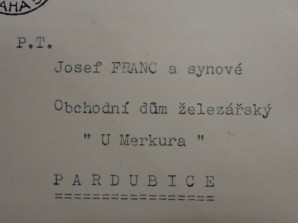 P.T.
Josef FRANC a synové
Obchodní dům železářský
" U Merkura "
P A R D U B I C E
=================